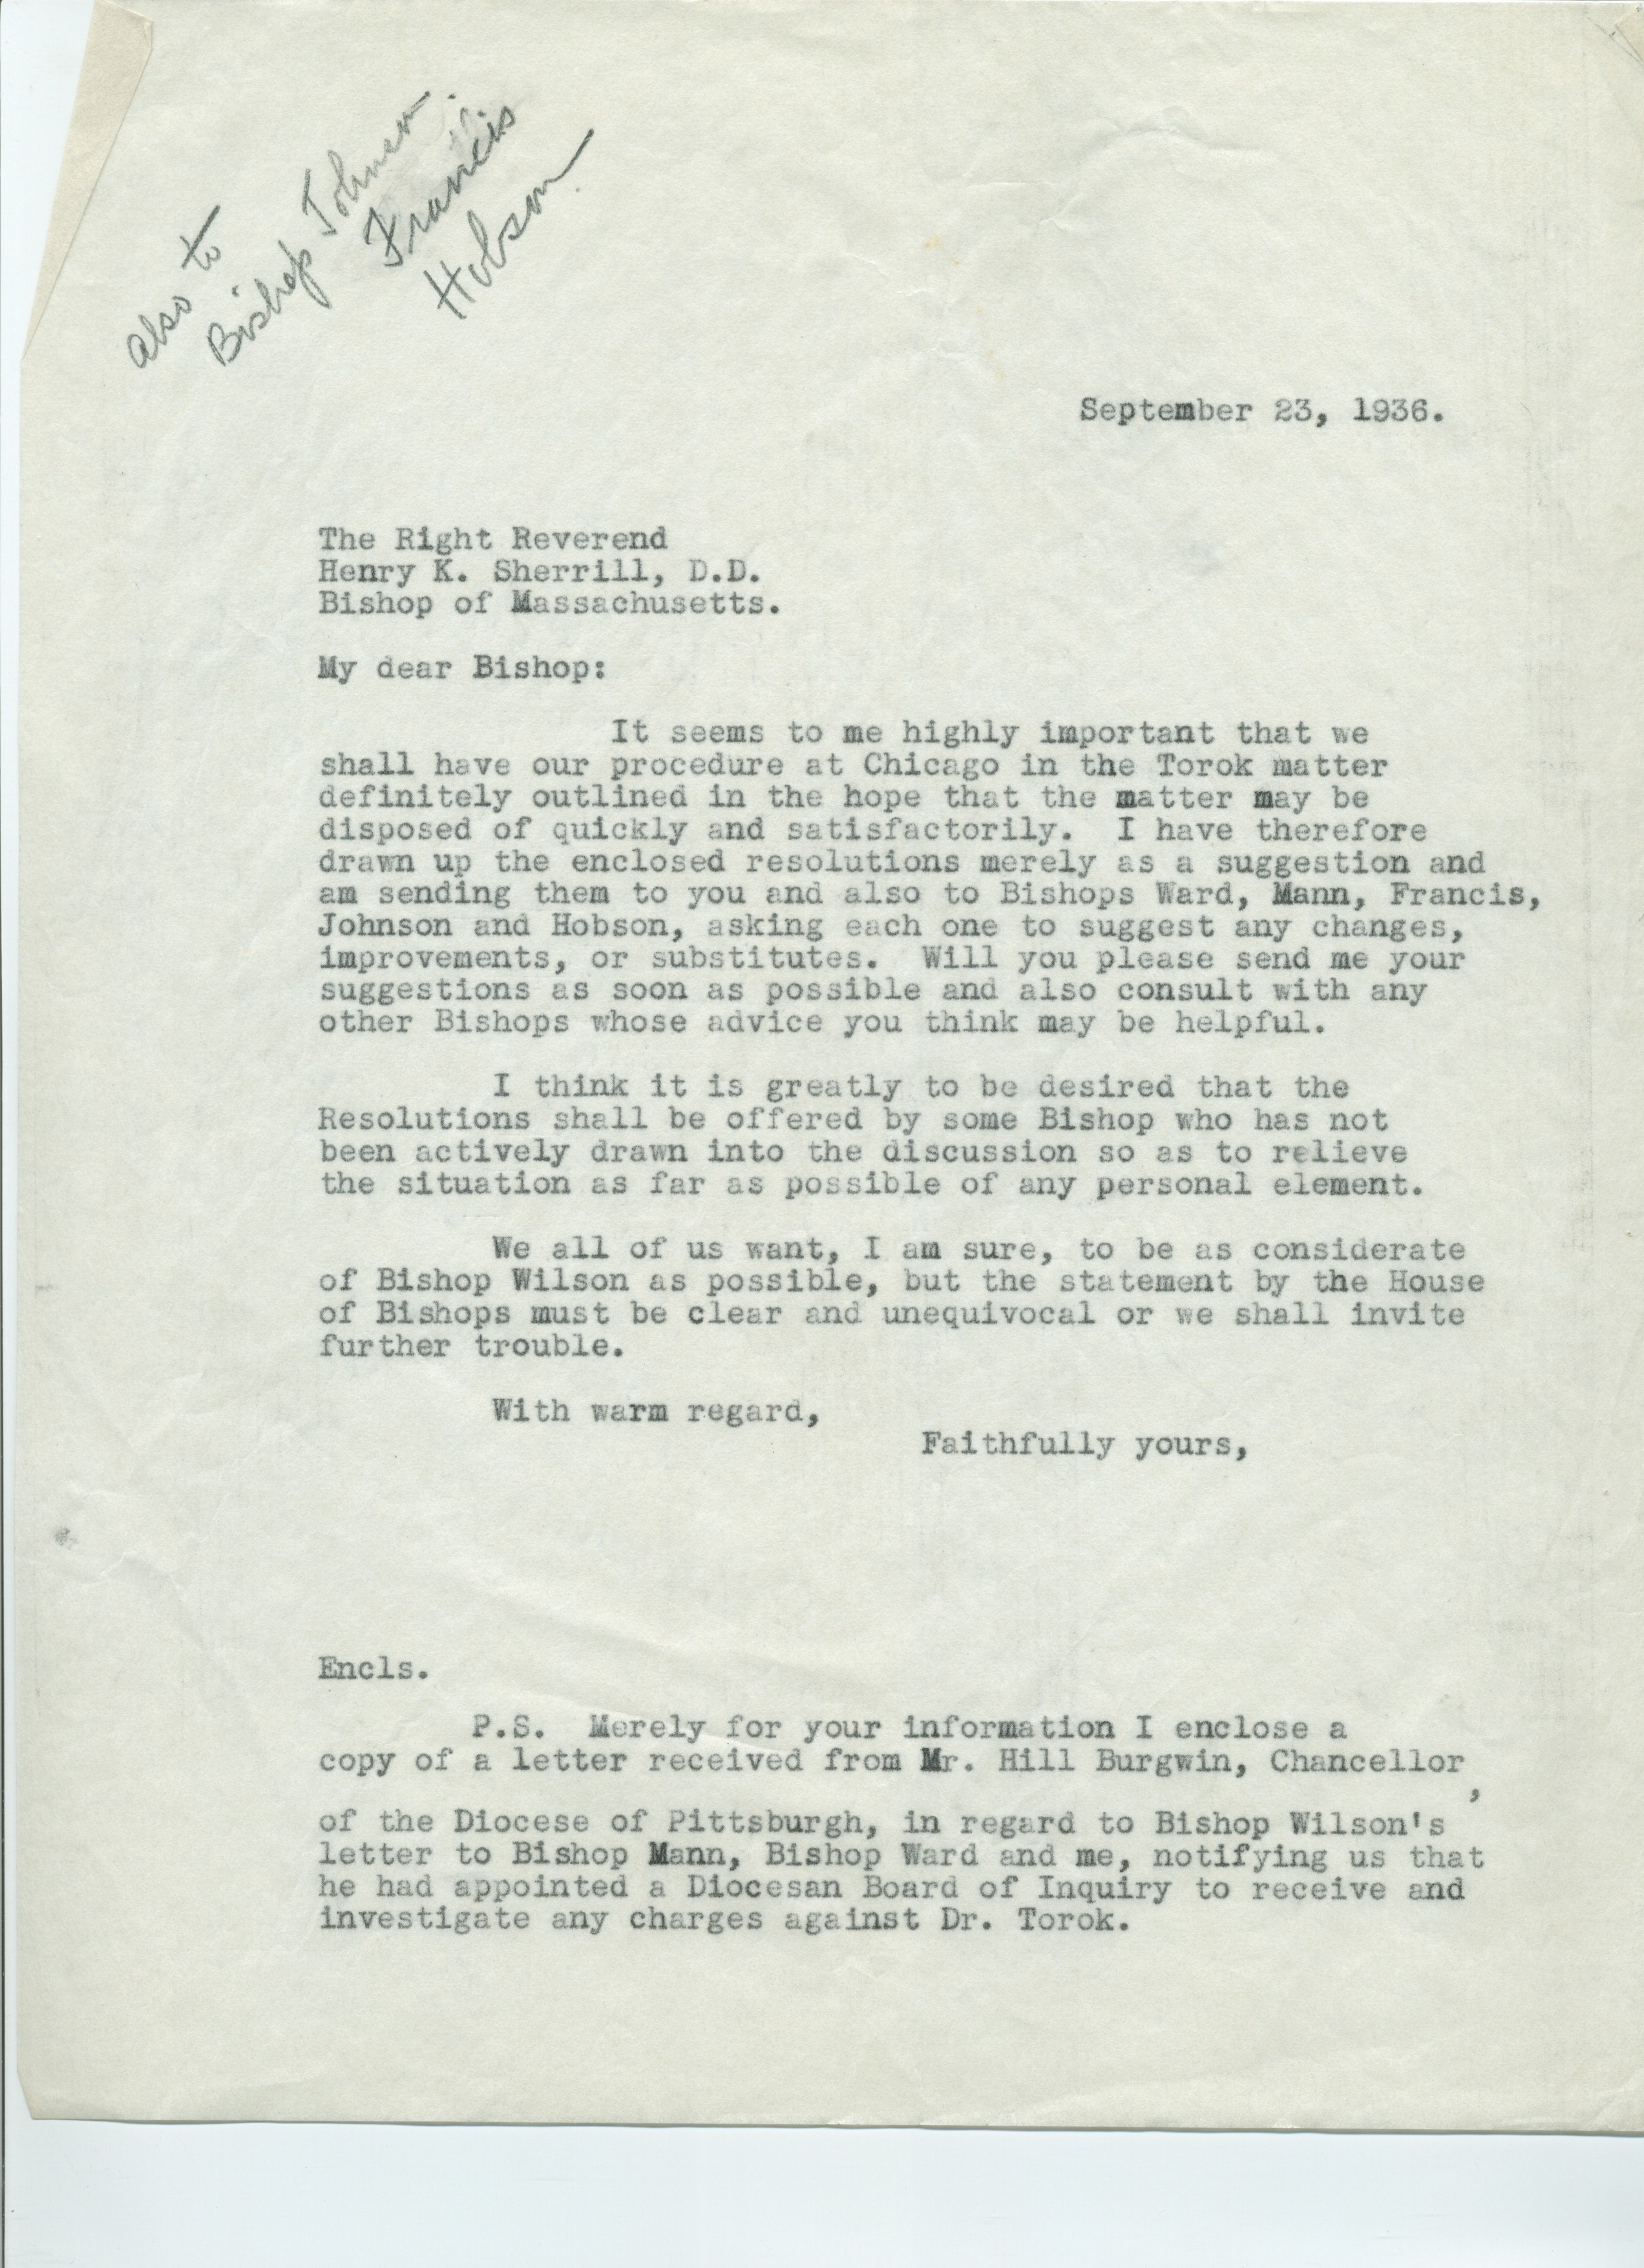 also to
Bishop Johnson
Francis
Hobson
September 23, 1936.
The Right Reverend
Henry K. Sherrill, D.D.
Bishop of Massachusetts.
My dear Bishop:
It seems to me highly important that we
shall have our procedure at Chicago in the Torok matter
definitely outlined in the hope that the matter may be
disposed of quickly and satisfactorily. I have therefore
drawn up the enclosed resolutions merely as a suggestion and
am sending them to you and also to Bishops Ward, Mann, Francis,
Johnson and Hobson, asking each one to suggest any changes,
improvements, or substitutes. Will you please send me your
suggestions as soon as possible and also consult with any
other Bishops whose advice you think may be helpful.
I think it is greatly to be desired that the
Resolutions shall be offered by some Bishop who has not
been actively drawn into the discussion so as to relieve
the situation as far as possible of any personal element.
We all of us want, I am sure, to be as considerate
of Bishop Wilson as possible, but the statement by the House
of Bishops must be clear and unequivocal or we shall invite
further trouble.
With warm regard,
Faithfully yours,
Encls.
P.S. Merely for your information I enclose a
copy of a letter received from Mr. Hill Burgwin, Chancellor,
of the Diocese of Pittsburgh, in regard to Bishop Wilson's
letter to Bishop Mann, Bishop Ward and me, notifying us that
he had appointed a Diocesan Board of Inquiry to receive and
investigate any charges against Dr. Torok.